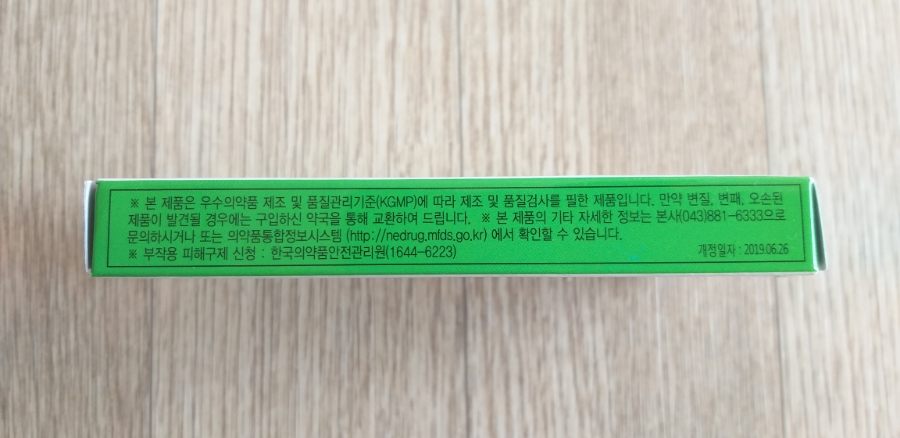 ※ 본 제품은 우수의약품 제조 및 품질관리기준(KGMP)에 따라 제조 및 품질검사를 필한 제품입니다. 만약 변질, 변패, 오손된
제품이 발견될 경우에는 구입하신 약국을 통해 교환하여 드립니다. ※ 본 제품의 기타 자세한 정보는 본사(043)881-6333으로
문의하시거나 또는 의약품통합정보시스템 (http://nedrug.mfds.go.kr) 에서 확인할 수 있습니다.
※ 부작용 피해구제 신청 : 한국의약품안전관리원(1644-6223) 개정일자 : 2019.06.26